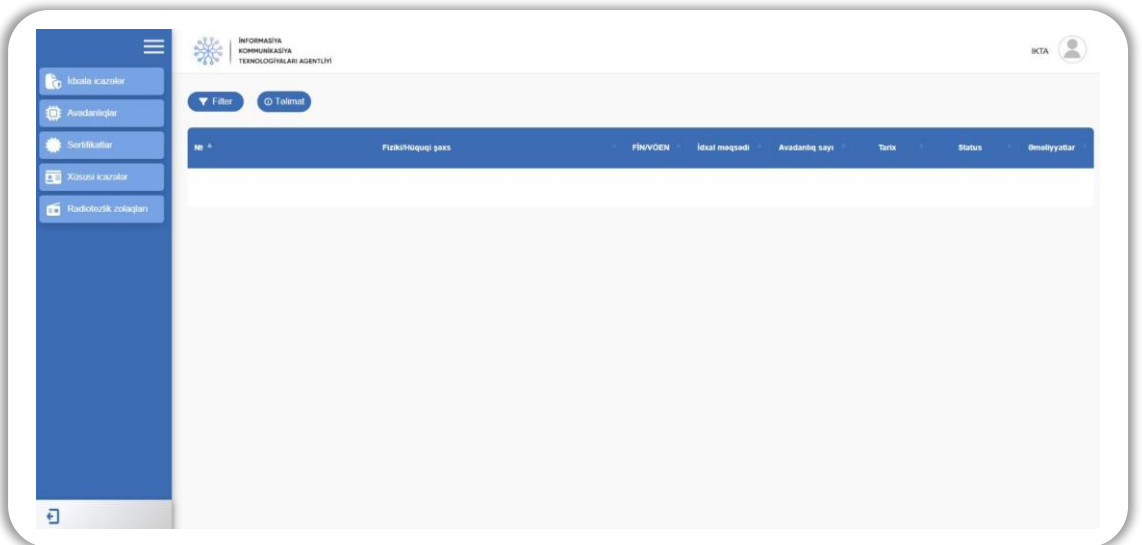 İNFORMASİYA
KOMMUNİKASİYA
TEXNOLOGİYALARI AGENTLİYİ
IKTA
İdxala icazələr
Avadanlıqlar
Sertifikatlar
Xüsusi icazələr
Radiotezlik zolaqları
Filter
Təlimat
№ Fiziki/Hüquqi şəxs FİN/VÖEN İdxal məqsədi Avadanlıq sayı Tarix Status Əməliyyatlar